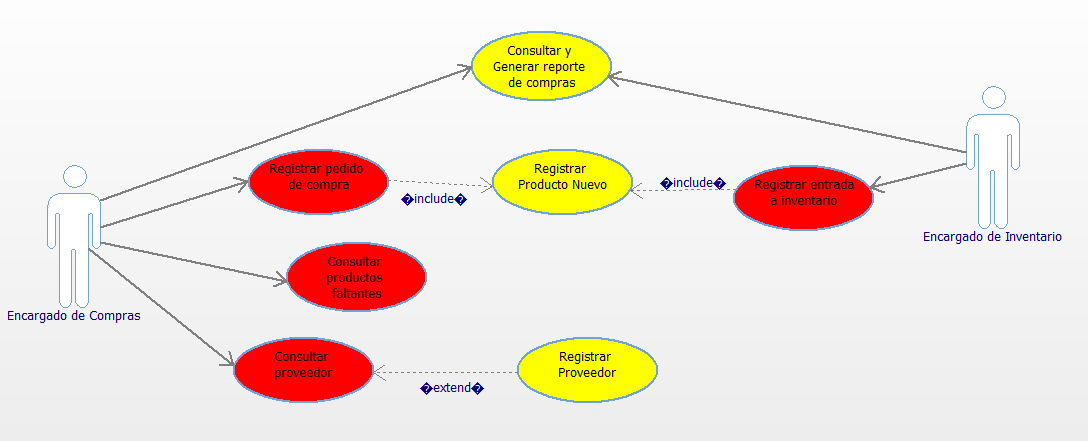 Consultar y
Generar reporte
de compras
Registrar pedido
de compra
Registrar
Producto Nuevo
Registrar entrada
a inventario
�include�
�include�
Encargado de Inventario
Consultar
productos
faltantes
Encargado de Compras
Consultar
proveedor
Registrar
Proveedor
�extend�